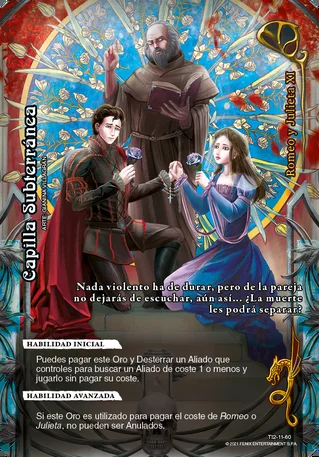 Capilla Subterránea
Romeo y Julieta XI
Nada violento ha de durar, pero de la pareja
no dejarás de escuchar, aún así... ¿La muerte
les podrá separar?
HABILIDAD INICIAL
Puedes pagar este Oro y Desterrar un Aliado que
controles para buscar un Aliado de coste 1 o menos y
jugarlo sin pagar su coste.
HABILIDAD AVANZADA
Si este Oro es utilizado para pagar el coste de Romeo o
Julieta, no pueden ser Anulados.
T12-11-60
© 2021 FENIX ENTERTAINMENT S.P.A.